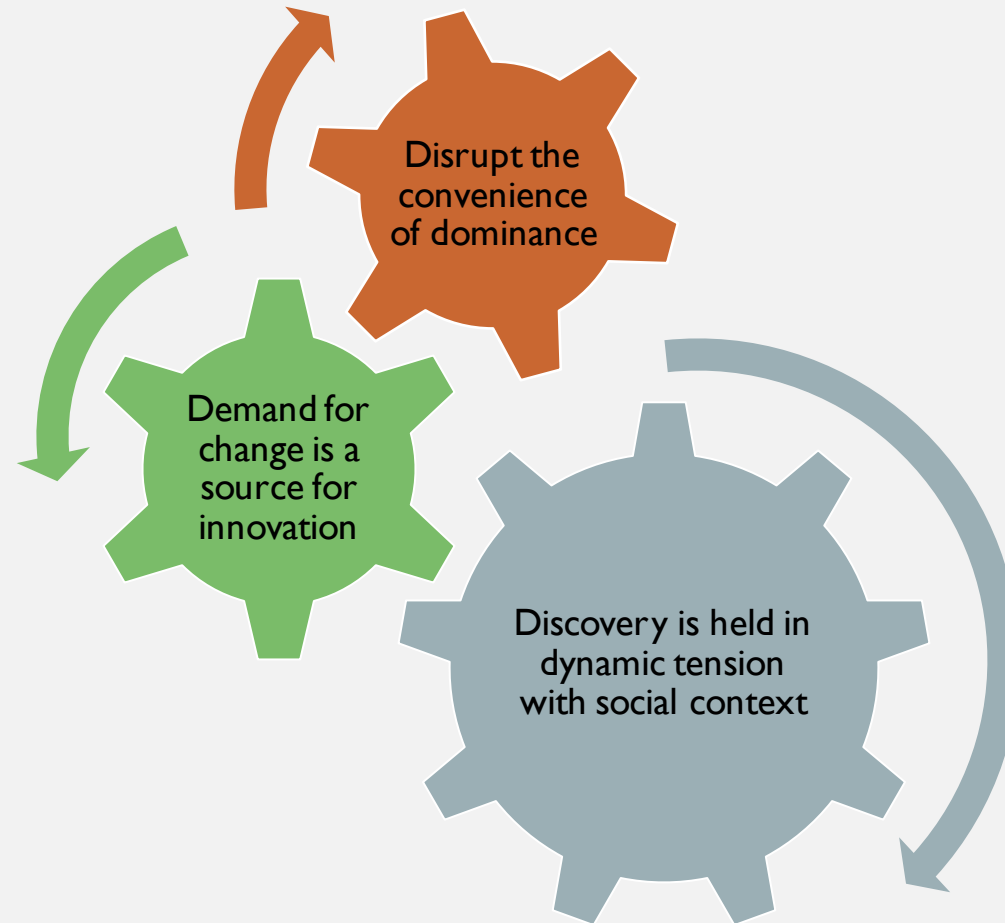 Disrupt the
convenience
of dominance
Demand for
change is a
source for
innovation
Discovery is held in
dynamic tension
with social context